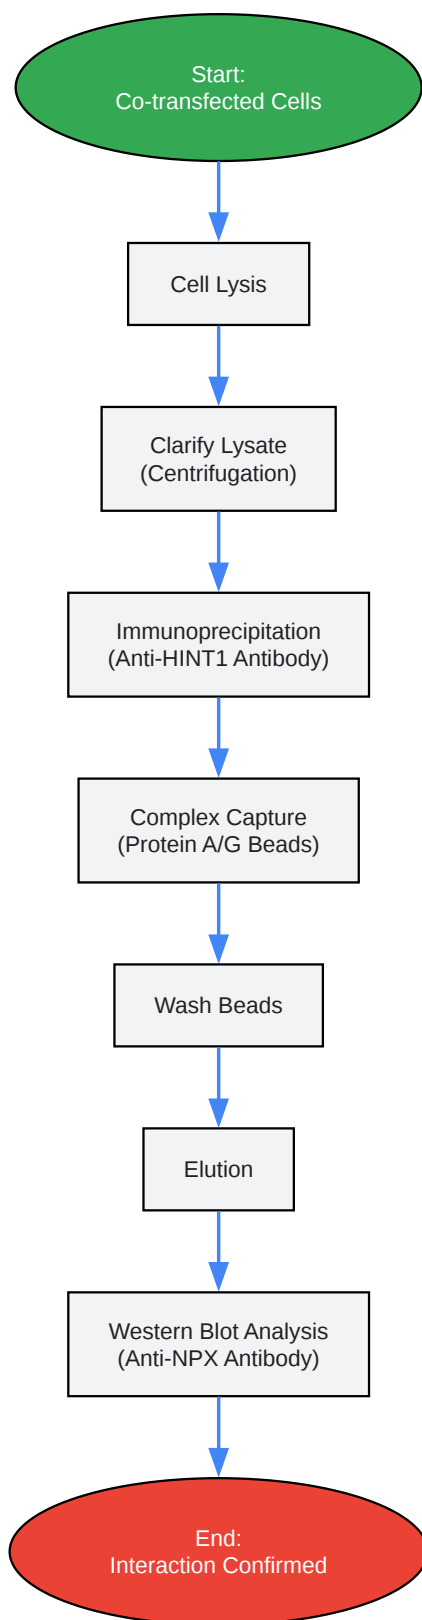 Start:
Co-transfected Cells
Cell Lysis
Clarify Lysate
(Centrifugation)
Immunoprecipitation
(Anti-HINT1 Antibody)
Complex Capture
(Protein A/G Beads)
Wash Beads
Elution
Western Blot Analysis
(Anti-NPX Antibody)
End:
Interaction Confirmed